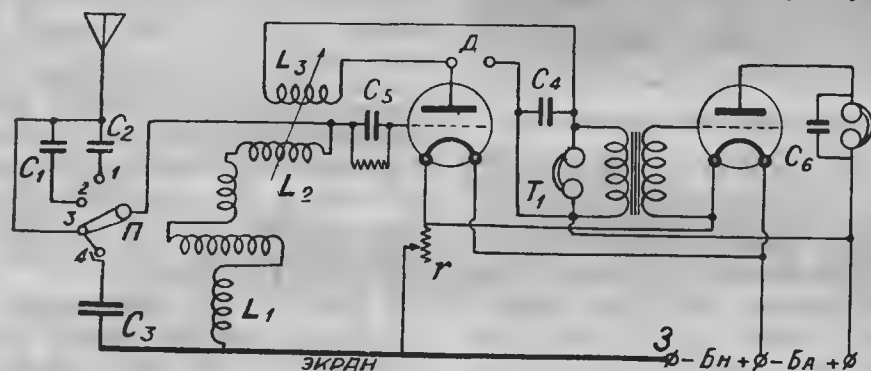 L₃
Д
C₅
C₄
C₂
C₁
1
2
3
П
4
L₂
T₁
C₆
r
L₁
C₃
ЭКРАН
З - Бн + - БА +